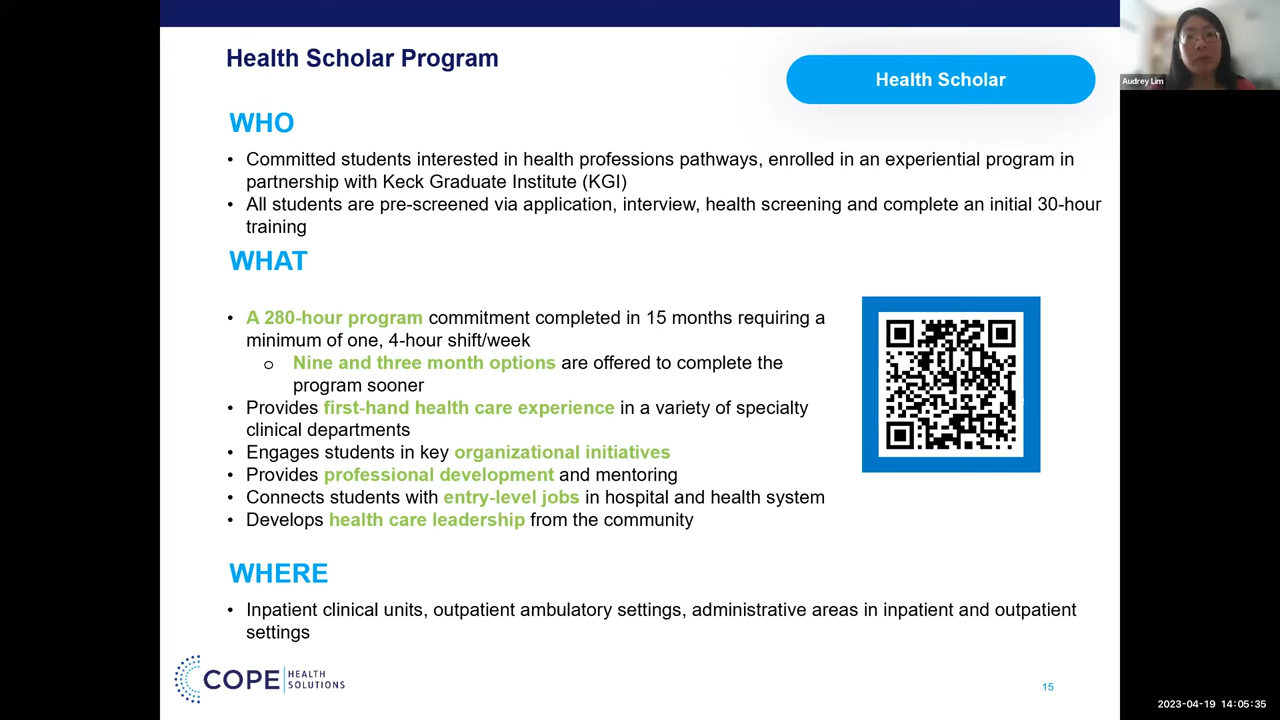 Health Scholar Program
Health Scholar
Audrey Lim
WHO
• Committed students interested in health professions pathways, enrolled in an experiential program in
partnership with Keck Graduate Institute (KGI)
• All students are pre-screened via application, interview, health screening and complete an initial 30-hour
training
WHAT
• A 280-hour program commitment completed in 15 months requiring a
minimum of one, 4-hour shift/week
o Nine and three month options are offered to complete the
program sooner
• Provides first-hand health care experience in a variety of specialty
clinical departments
• Engages students in key organizational initiatives
• Provides professional development and mentoring
• Connects students with entry-level jobs in hospital and health system
• Develops health care leadership from the community
WHERE
• Inpatient clinical units, outpatient ambulatory settings, administrative areas in inpatient and outpatient
settings
COPE HEALTH
SOLUTIONS
15
2023-04-19 14:05:35